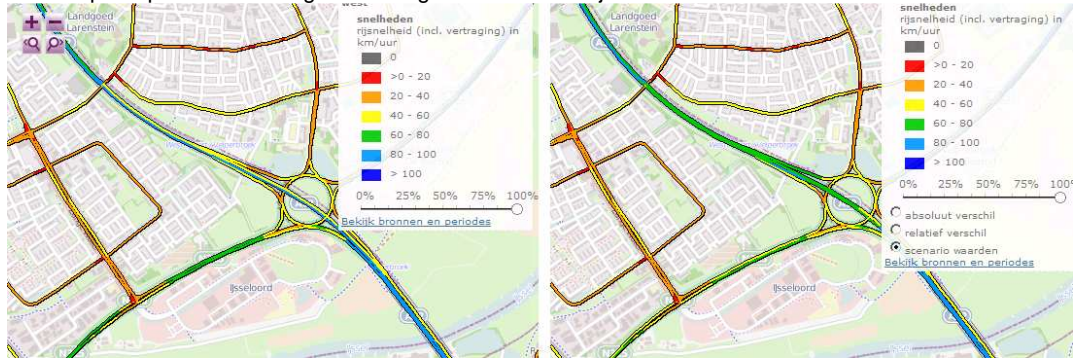 Landgoed
Larenstein
IJsseloord
west
snelheden
rijsnelheid (incl. vertraging) in
km/uur
0
>0 - 20
20 - 40
40 - 60
60 - 80
80 - 100
> 100
0% 25% 50% 75% 100%
Bekijk bronnen en periodes
Landgoed
Larenstein
IJsseloord
snelheden
rijsnelheid (incl. vertraging) in
km/uur
0
>0 - 20
20 - 40
40 - 60
60 - 80
80 - 100
> 100
0% 25% 50% 75% 100%
absoluut verschil
relatief verschil
scenario waarden
Bekijk bronnen en periodes